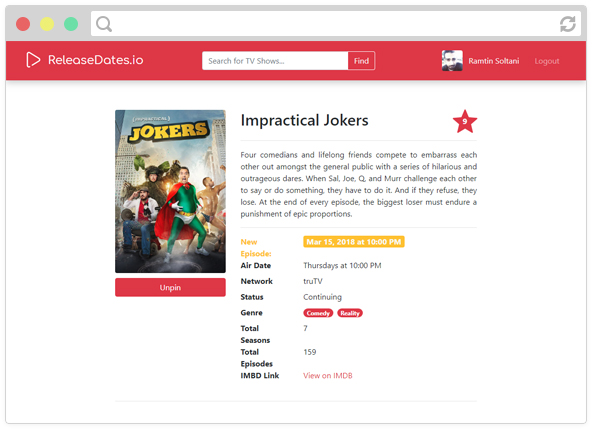 ReleaseDates.io
Search for TV Shows...
Find
Ramtin Soltani
Logout
IMPRACTICAL
JOKERS
Unpin
Impractical Jokers
9
Four comedians and lifelong friends compete to embarrass each
other out amongst the general public with a series of hilarious and
outrageous dares. When Sal, Joe, Q, and Murr challenge each other
to say or do something, they have to do it. And if they refuse, they
lose. At the end of every episode, the biggest loser must endure a
punishment of epic proportions.
New Episode: Mar 15, 2018 at 10:00 PM
Air Date Thursdays at 10:00 PM
Network truTV
Status Continuing
Genre Comedy Reality
Total Seasons 7
Total Episodes 159
IMBD Link View on IMDB